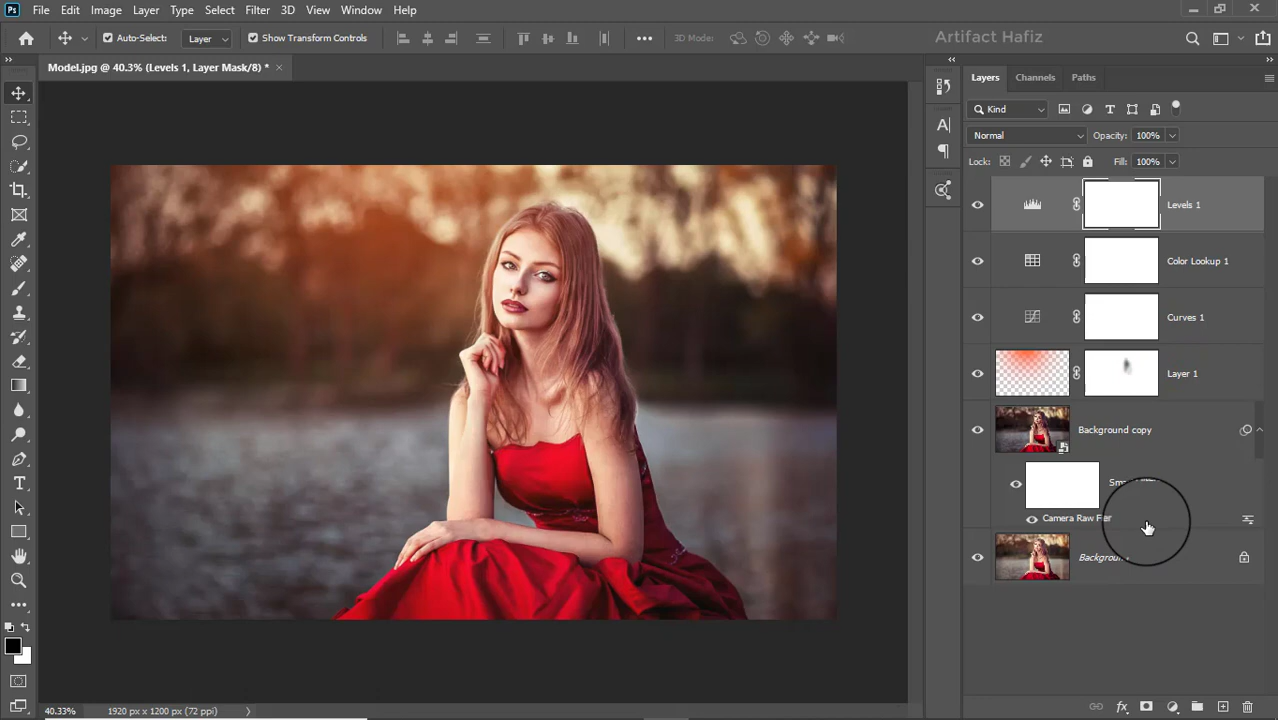 Ps File Edit Image Layer Type Select Filter 3D View Window Help
Auto-Select: Layer Show Transform Controls 3D Mode: Artifact Hafiz
Model.jpg @ 40.3% (Levels 1, Layer Mask/8) *
Layers Channels Paths
Kind
Normal Opacity: 100%
Lock: Fill: 100%
Levels 1
Color Lookup 1
Curves 1
Layer 1
Background copy
Camera Raw
Background
40.33% 1920 px x 1200 px (72 ppi)
fx